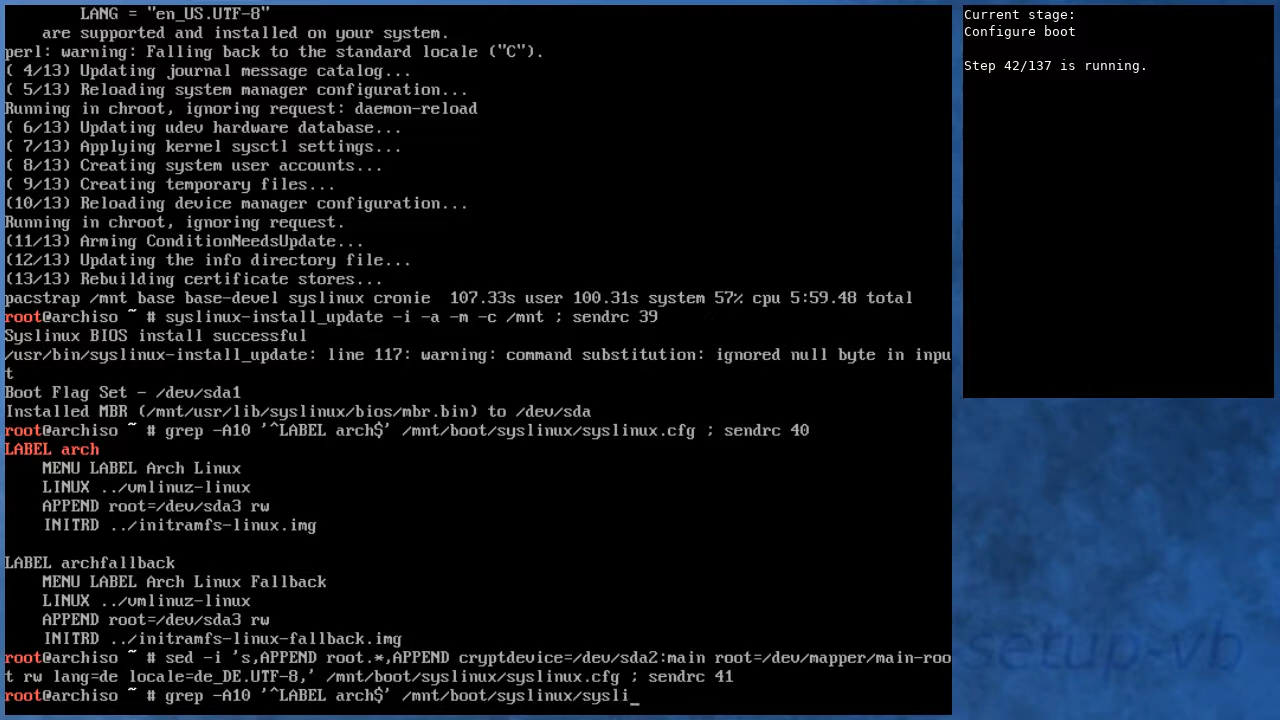 LANG = "en_US.UTF-8"
are supported and installed on your system.
perl: warning: Falling back to the standard locale ("C").
( 4/13) Updating journal message catalog...
( 5/13) Reloading system manager configuration...
Running in chroot, ignoring request: daemon-reload
( 6/13) Updating udev hardware database...
( 7/13) Applying kernel sysctl settings...
( 8/13) Creating system user accounts...
( 9/13) Creating temporary files...
(10/13) Reloading device manager configuration...
Running in chroot, ignoring request.
(11/13) Arming ConditionNeedsUpdate...
(12/13) Updating the info directory file...
(13/13) Rebuilding certificate stores...
pacstrap /mnt base base-devel syslinux cronie  107.33s user 100.31s system 57% cpu 5:59.48 total
root@archiso ~ # syslinux-install_update -i -a -m -c /mnt ; sendrc 39
Syslinux BIOS install successful
/usr/bin/syslinux-install_update: line 117: warning: command substitution: ignored null byte in inpu
t
Boot Flag Set - /dev/sda1
Installed MBR (/mnt/usr/lib/syslinux/bios/mbr.bin) to /dev/sda
root@archiso ~ # grep -A10 '^LABEL arch$' /mnt/boot/syslinux/syslinux.cfg ; sendrc 40
LABEL arch
MENU LABEL Arch Linux
LINUX ../vmlinuz-linux
APPEND root=/dev/sda3 rw
INITRD ../initramfs-linux.img
LABEL archfallback
MENU LABEL Arch Linux Fallback
LINUX ../vmlinuz-linux
APPEND root=/dev/sda3 rw
INITRD ../initramfs-linux-fallback.img
root@archiso ~ # sed -i 's,APPEND root.*,APPEND cryptdevice=/dev/sda2:main root=/dev/mapper/main-roo
t rw lang=de locale=de_DE.UTF-8,' /mnt/boot/syslinux/syslinux.cfg ; sendrc 41
root@archiso ~ # grep -A10 '^LABEL arch$' /mnt/boot/syslinux/sysli_
Current stage:
Configure boot
Step 42/137 is running.
setup-vb